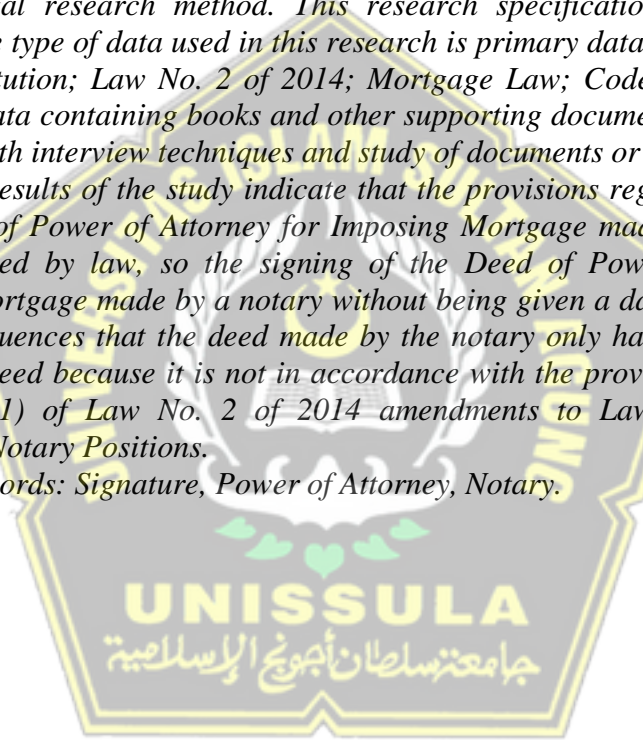 al research method. This research specificatio
e type of data used in this research is primary data
tution; Law No. 2 of 2014; Mortgage Law; Code
ata containing books and other supporting docume
th interview techniques and study of documents or
esults of the study indicate that the provisions reg
of Power of Attorney for Imposing Mortgage mad
ed by law, so the signing of the Deed of Pow
ortgage made by a notary without being given a da
uences that the deed made by the notary only ha
eed because it is not in accordance with the prov
1) of Law No. 2 of 2014 amendments to Law
Notary Positions.
ords: Signature, Power of Attorney, Notary.
UNIVERSITAS ISLAM SULTAN AGUNG
UNISSULA
جامعة سلطان أجونج الإسلامية